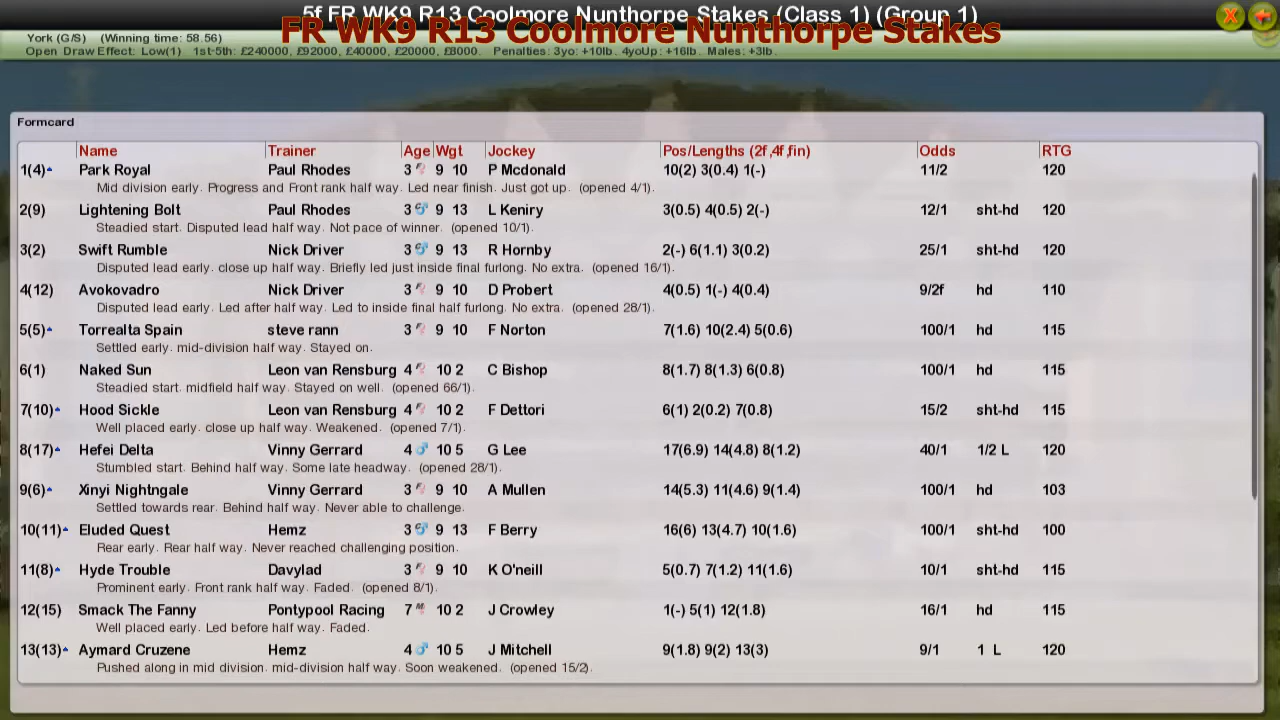 5f FR WK9 R13 Coolmore Nunthorpe Stakes (Class 1) (Group 1)
FR WK9 R13 Coolmore Nunthorpe Stakes
York (G/S) (Winning time: 58.56)
Open Draw Effect: Low(1) 1st-5th: £240000, £92000, £40000, £20000, £8000. Penalties: 3yo: +10lb. 4yoUp: +16lb. Males: +3lb.
Formcard
Name Trainer Age Wgt Jockey Pos/Lengths (2f,4f,fin) Odds RTG
1(4) Park Royal Paul Rhodes 3 9 10 P Mcdonald 10(2) 3(0.4) 1(-) 11/2 120
Mid division early. Progress and Front rank half way. Led near finish. Just got up. (opened 4/1).
2(9) Lightening Bolt Paul Rhodes 3 9 13 L Keniry 3(0.5) 4(0.5) 2(-) 12/1 sht-hd 120
Steadied start. Disputed lead half way. Not pace of winner. (opened 10/1).
3(2) Swift Rumble Nick Driver 3 9 13 R Hornby 2(-) 6(1.1) 3(0.2) 25/1 sht-hd 120
Disputed lead early. close up half way. Briefly led just inside final furlong. No extra. (opened 16/1).
4(12) Avokovadro Nick Driver 3 9 10 D Probert 4(0.5) 1(-) 4(0.4) 9/2f hd 110
Disputed lead early. Led after half way. Led to inside final half furlong. No extra. (opened 28/1).
5(5) Torrealta Spain steve rann 3 9 10 F Norton 7(1.6) 10(2.4) 5(0.6) 100/1 hd 115
Settled early. mid-division half way. Stayed on.
6(1) Naked Sun Leon van Rensburg 4 10 2 C Bishop 8(1.7) 8(1.3) 6(0.8) 100/1 hd 115
Steadied start. midfield half way. Stayed on well. (opened 66/1).
7(10) Hood Sickle Leon van Rensburg 4 10 2 F Dettori 6(1) 2(0.2) 7(0.8) 15/2 sht-hd 115
Well placed early. close up half way. Weakened. (opened 7/1).
8(17) Hefei Delta Vinny Gerrard 4 10 5 G Lee 17(6.9) 14(4.8) 8(1.2) 40/1 1/2 L 120
Stumbled start. Behind half way. Some late headway. (opened 28/1).
9(6) Xinyi Nightngale Vinny Gerrard 3 9 10 A Mullen 14(5.3) 11(4.6) 9(1.4) 100/1 hd 103
Settled towards rear. Behind half way. Never able to challenge.
10(11) Eluded Quest Hemz 3 9 13 F Berry 16(6) 13(4.7) 10(1.6) 100/1 sht-hd 100
Rear early. Rear half way. Never reached challenging position.
11(8) Hyde Trouble Davylad 3 9 10 K O'neill 5(0.7) 7(1.2) 11(1.6) 10/1 sht-hd 115
Prominent early. Front rank half way. Faded. (opened 8/1).
12(15) Smack The Fanny Pontypool Racing 7 10 2 J Crowley 1(-) 5(1) 12(1.8) 16/1 hd 115
Well placed early. Led before half way. Faded.
13(13) Aymard Cruzene Hemz 4 10 5 J Mitchell 9(1.8) 9(2) 13(3) 9/1 1 L 120
Pushed along in mid division. mid-division half way. Soon weakened. (opened 15/2).